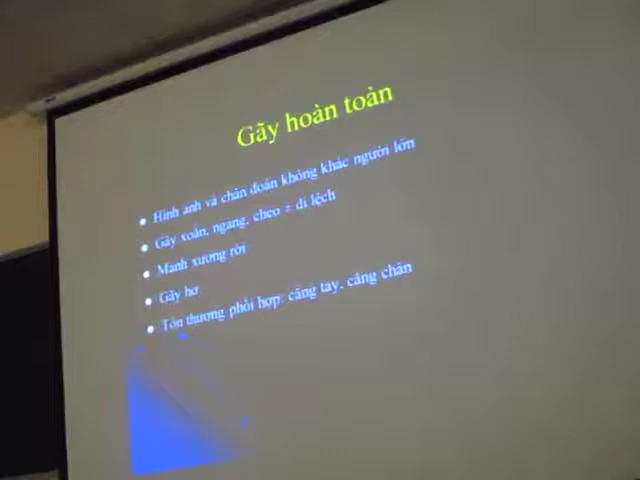 Gãy hoàn toàn
Hình ảnh và chẩn đoán không khác người lớn
Gãy xoắn, ngang, chéo ± di lệch
Mảnh xương rời
Gãy hở
Tổn thương phối hợp: cẳng tay, cẳng chân